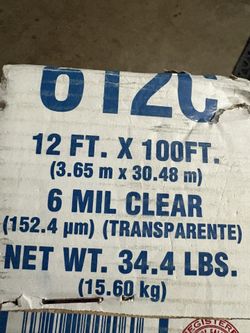 612C
12 FT. X 100FT.
(3.65 m x 30.48 m)
6 MIL CLEAR
(152.4 µm) (TRANSPARENTE)
NET WT. 34.4 LBS.
(15.60 kg)